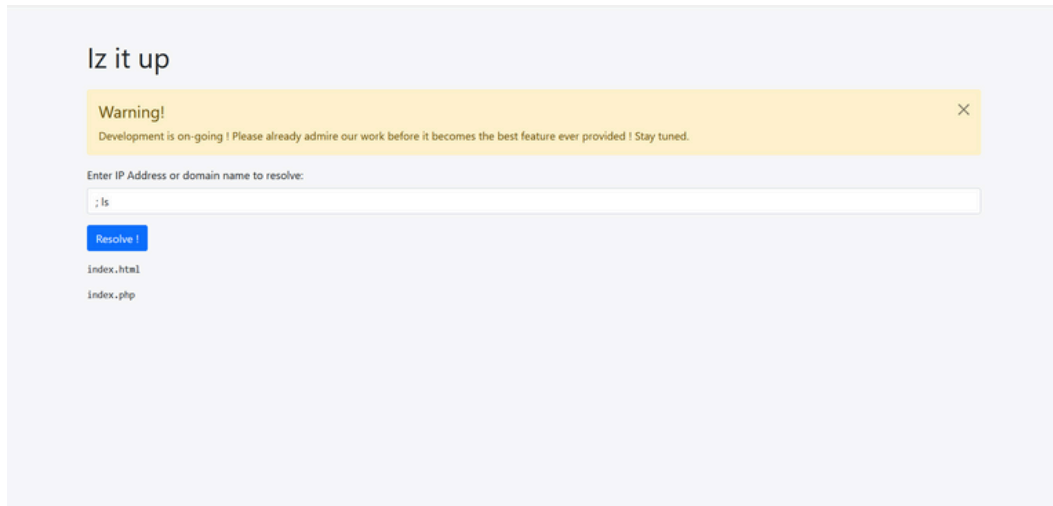 Iz it up
Warning!
Development is on-going ! Please already admire our work before it becomes the best feature ever provided ! Stay tuned.
Enter IP Address or domain name to resolve:
; ls
Resolve !
index.html
index.php